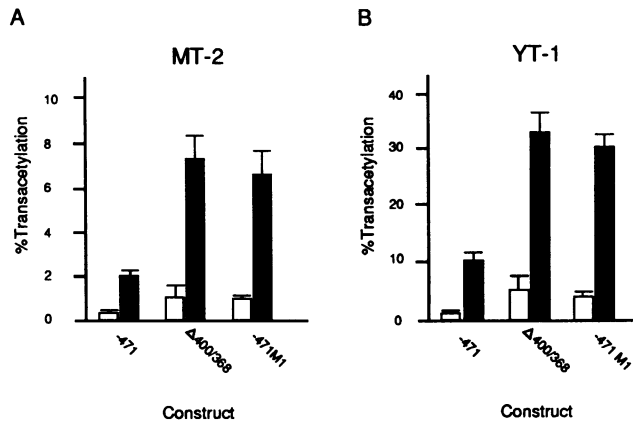 A
MT-2
%Transacetylation
10
8
6
4
2
0
-471
Δ400/368
-471M1
Construct
B
YT-1
%Transacetylation
40
30
20
10
0
-471
Δ400/368
-471 M1
Construct